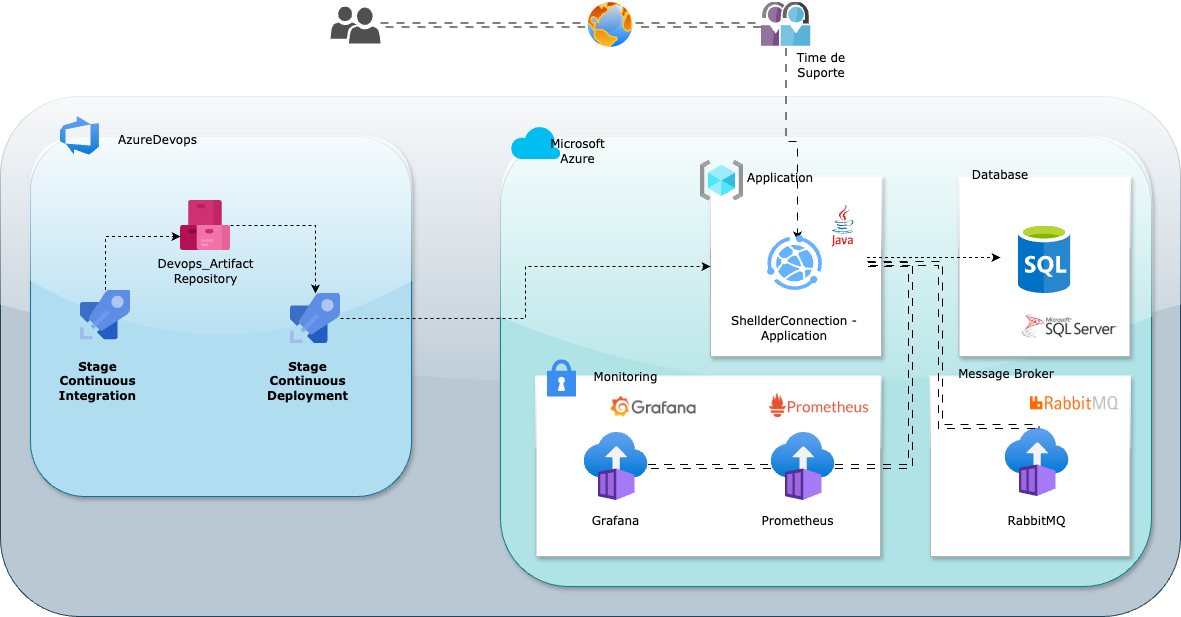 Time de
Suporte
AzureDevops
Microsoft
Azure
Application
Database
Java
Devops_Artifact
Repository
SQL
ShellderConnection -
Application
Microsoft
SQL Server
Stage
Continuous
Integration
Stage
Continuous
Deployment
Monitoring
Message Broker
Grafana
Prometheus
RabbitMQ
Grafana
Prometheus
RabbitMQ